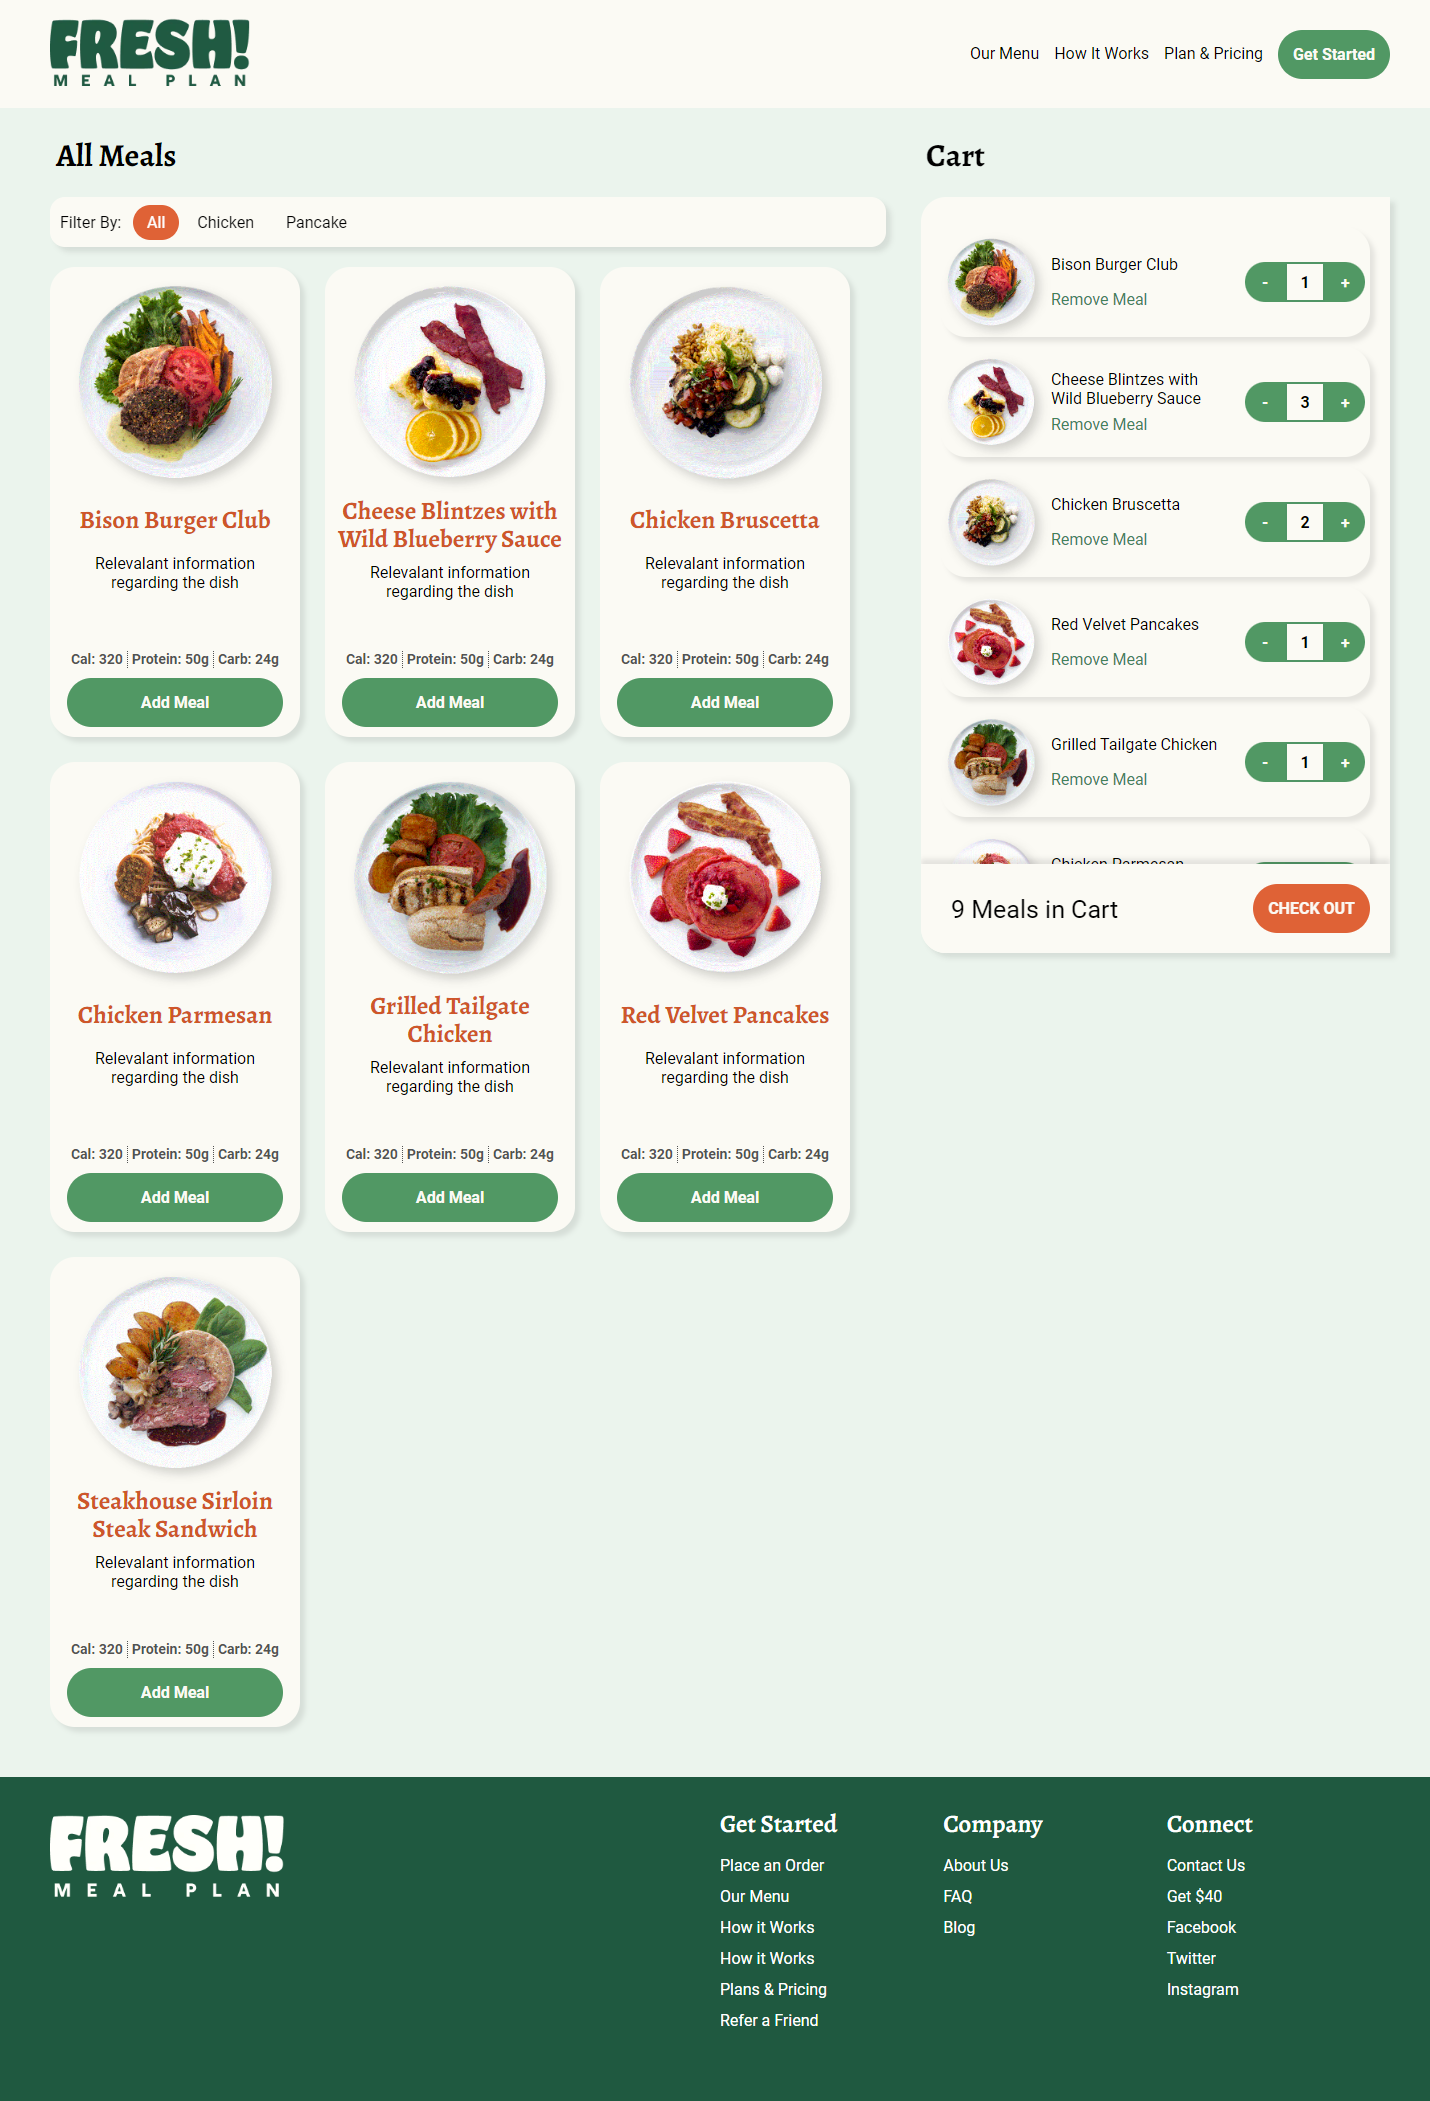 FRESH!
MEAL PLAN
Our Menu How It Works Plan & Pricing Get Started
All Meals
Filter By: All Chicken Pancake
Bison Burger Club
Relevalant information
regarding the dish
Cal: 320 Protein: 50g Carb: 24g
Add Meal
Cheese Blintzes with
Wild Blueberry Sauce
Relevalant information
regarding the dish
Cal: 320 Protein: 50g Carb: 24g
Add Meal
Chicken Bruscetta
Relevalant information
regarding the dish
Cal: 320 Protein: 50g Carb: 24g
Add Meal
Chicken Parmesan
Relevalant information
regarding the dish
Cal: 320 Protein: 50g Carb: 24g
Add Meal
Grilled Tailgate
Chicken
Relevalant information
regarding the dish
Cal: 320 Protein: 50g Carb: 24g
Add Meal
Red Velvet Pancakes
Relevalant information
regarding the dish
Cal: 320 Protein: 50g Carb: 24g
Add Meal
Steakhouse Sirloin
Steak Sandwich
Relevalant information
regarding the dish
Cal: 320 Protein: 50g Carb: 24g
Add Meal
Cart
Bison Burger Club
Remove Meal
- 1 +
Cheese Blintzes with
Wild Blueberry Sauce
Remove Meal
- 3 +
Chicken Bruscetta
Remove Meal
- 2 +
Red Velvet Pancakes
Remove Meal
- 1 +
Grilled Tailgate Chicken
Remove Meal
- 1 +
Chicken Parmesan
9 Meals in Cart
CHECK OUT
FRESH!
MEAL PLAN
Get Started
Place an Order
Our Menu
How it Works
How it Works
Plans & Pricing
Refer a Friend
Company
About Us
FAQ
Blog
Connect
Contact Us
Get $40
Facebook
Twitter
Instagram